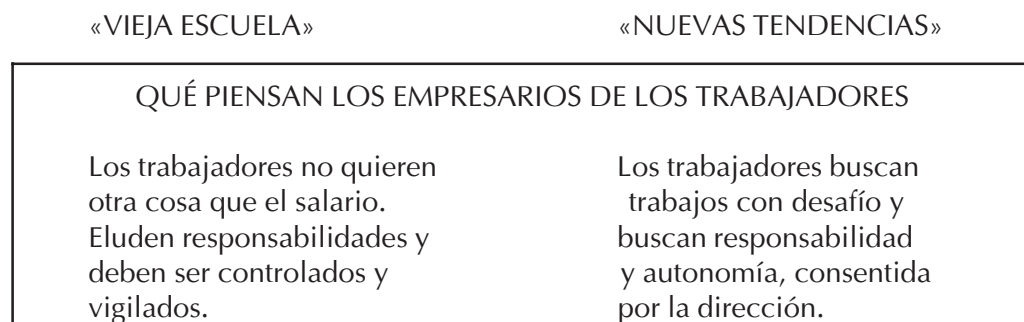 «VIEJA ESCUELA»
«NUEVAS TENDENCIAS»
QUÉ PIENSAN LOS EMPRESARIOS DE LOS TRABAJADORES
Los trabajadores no quieren
otra cosa que el salario.
Eluden responsabilidades y
deben ser controlados y
vigilados.
Los trabajadores buscan
trabajos con desafío y
buscan responsabilidad
y autonomía, consentida
por la dirección.